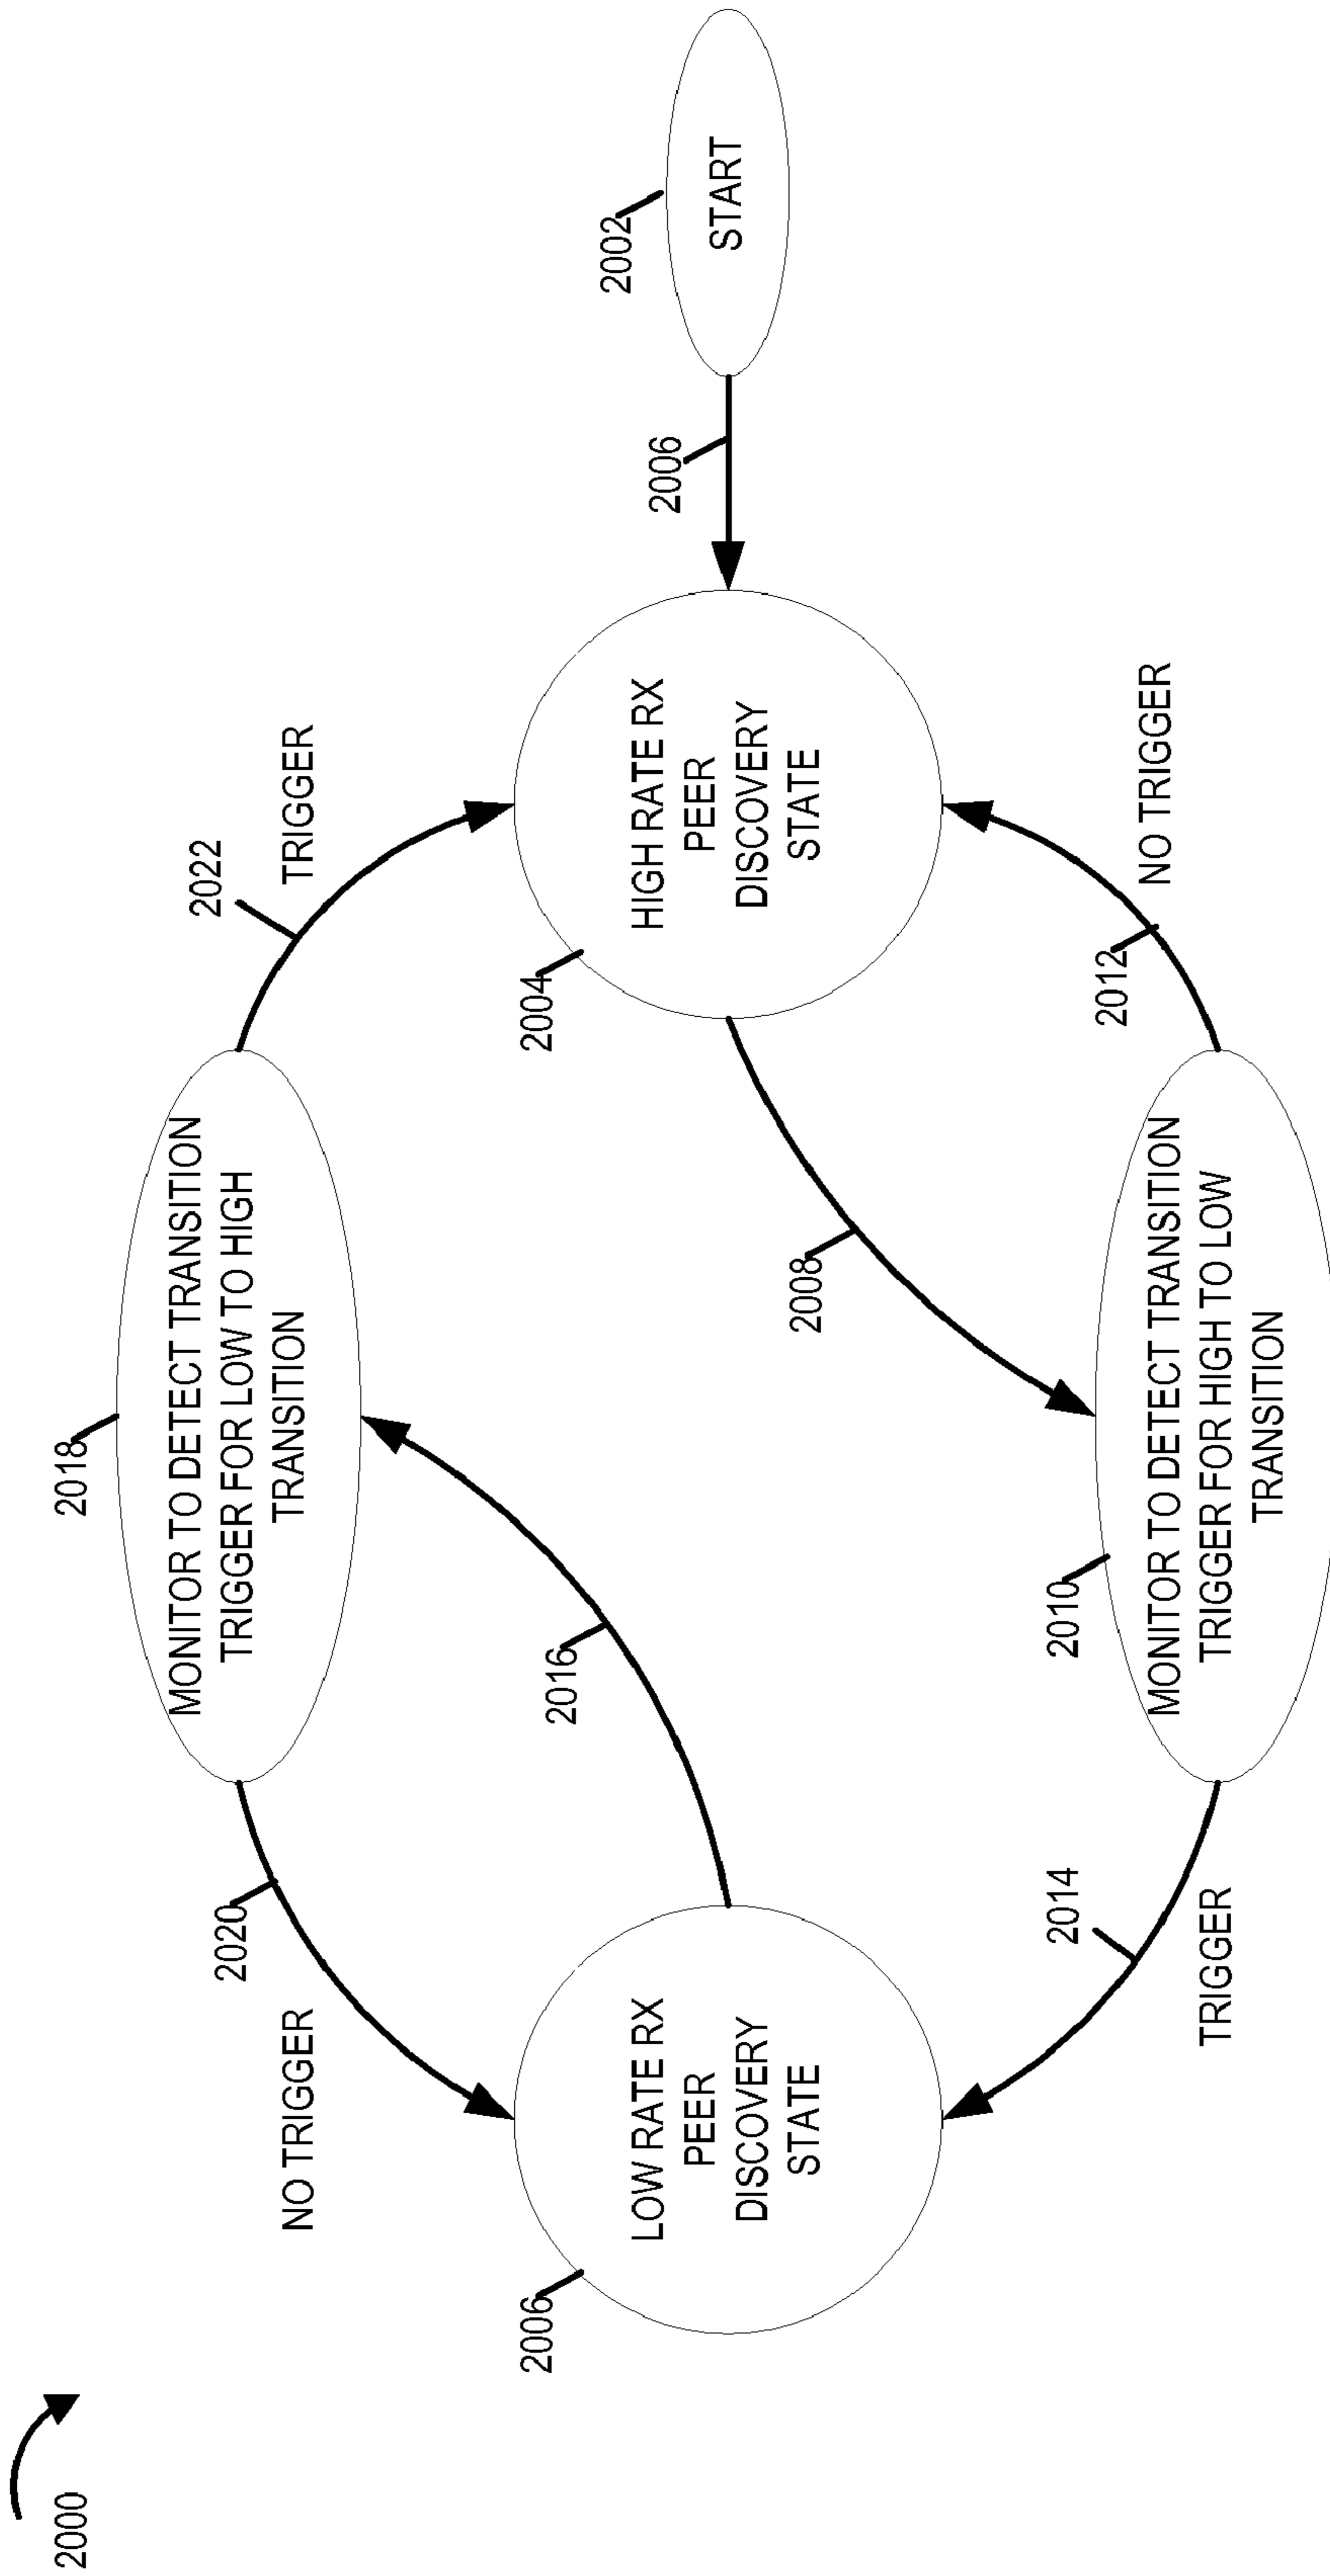 2000
2018
MONITOR TO DETECT TRANSITION
TRIGGER FOR LOW TO HIGH
TRANSITION
2020
NO TRIGGER
2022
TRIGGER
2006
LOW RATE RX
PEER
DISCOVERY
STATE
2016
2004
HIGH RATE RX
PEER
DISCOVERY
STATE
2006
2002
START
2008
2014
TRIGGER
2010
MONITOR TO DETECT TRANSITION
TRIGGER FOR HIGH TO LOW
TRANSITION
2012
NO TRIGGER